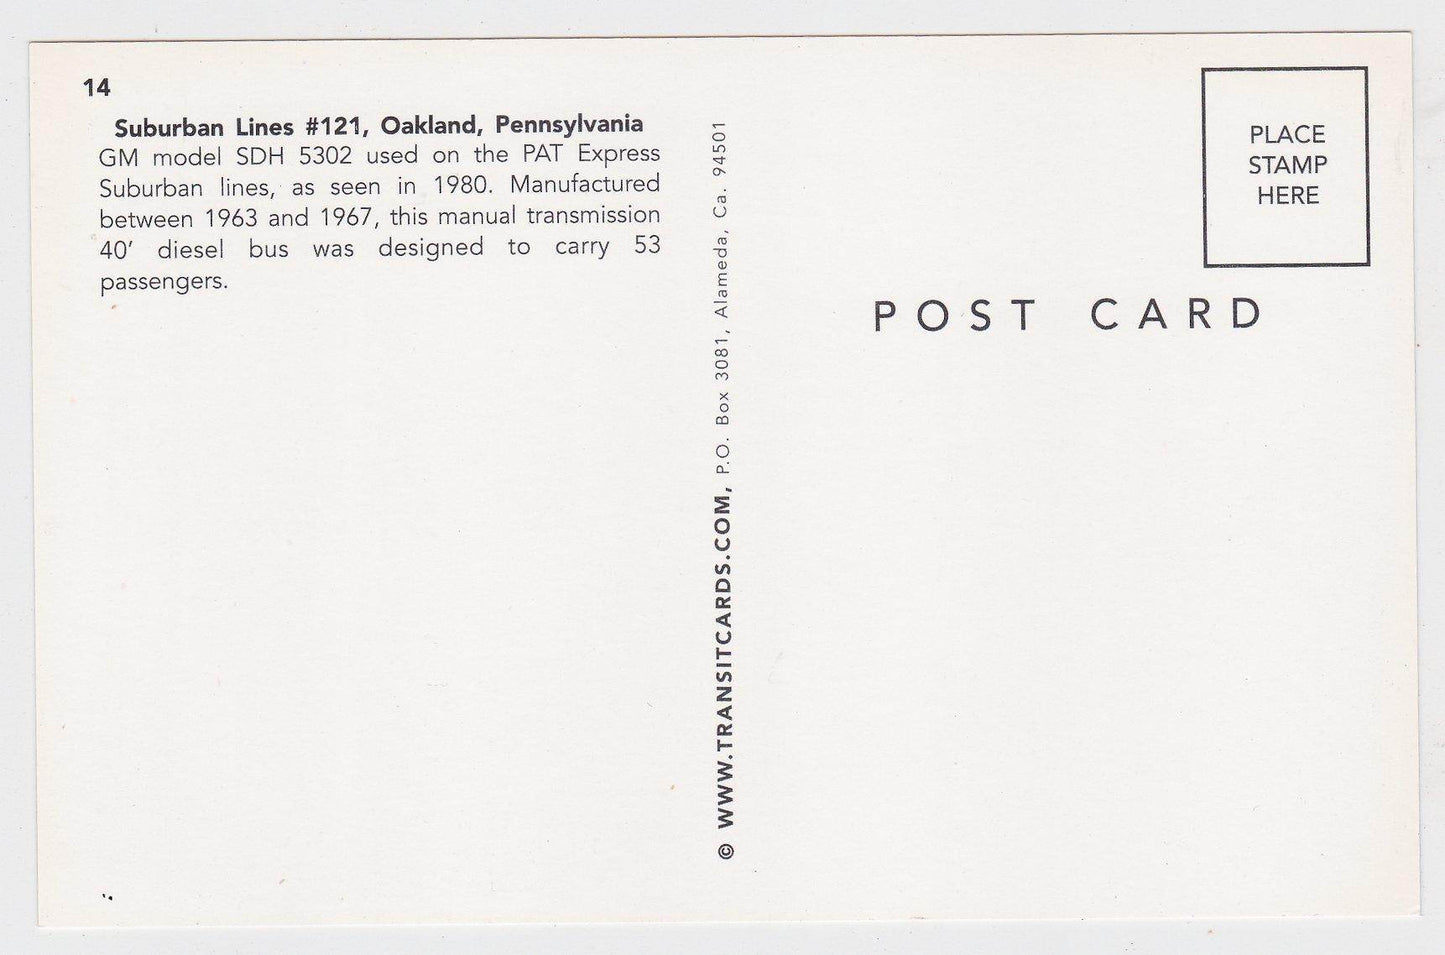 14
Suburban Lines #121, Oakland, Pennsylvania
GM model SDH 5302 used on the PAT Express
Suburban lines, as seen in 1980. Manufactured
between 1963 and 1967, this manual transmission
40' diesel bus was designed to carry 53
passengers.
© WWW.TRANSITCARDS.COM, P.O. Box 3081, Alameda, Ca. 94501
PLACE
STAMP
HERE
POST CARD